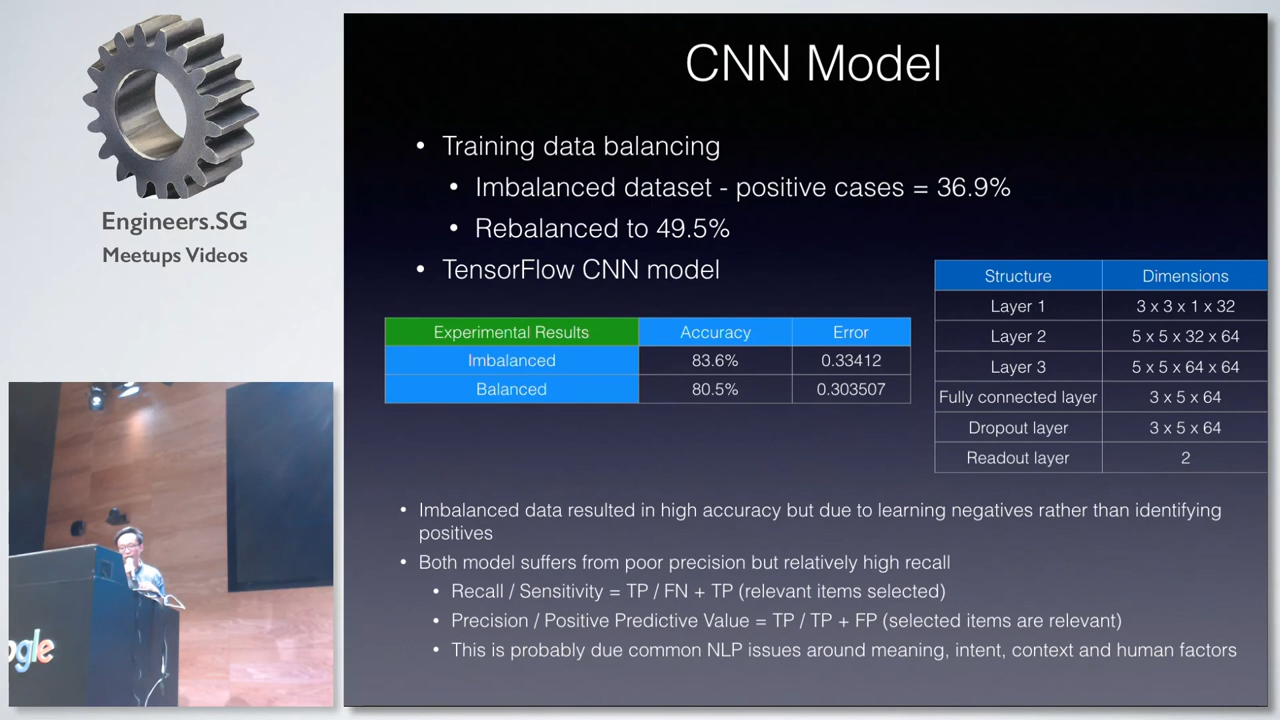 Engineers.SG
Meetups Videos
CNN Model
• Training data balancing
• Imbalanced dataset - positive cases = 36.9%
• Rebalanced to 49.5%
• TensorFlow CNN model
Experimental Results Accuracy Error
Imbalanced 83.6% 0.33412
Balanced 80.5% 0.303507
Structure Dimensions
Layer 1 3 x 3 x 1 x 32
Layer 2 5 x 5 x 32 x 64
Layer 3 5 x 5 x 64 x 64
Fully connected layer 3 x 5 x 64
Dropout layer 3 x 5 x 64
Readout layer 2
• Imbalanced data resulted in high accuracy but due to learning negatives rather than identifying
positives
• Both model suffers from poor precision but relatively high recall
• Recall / Sensitivity = TP / FN + TP (relevant items selected)
• Precision / Positive Predictive Value = TP / TP + FP (selected items are relevant)
• This is probably due common NLP issues around meaning, intent, context and human factors
ogle